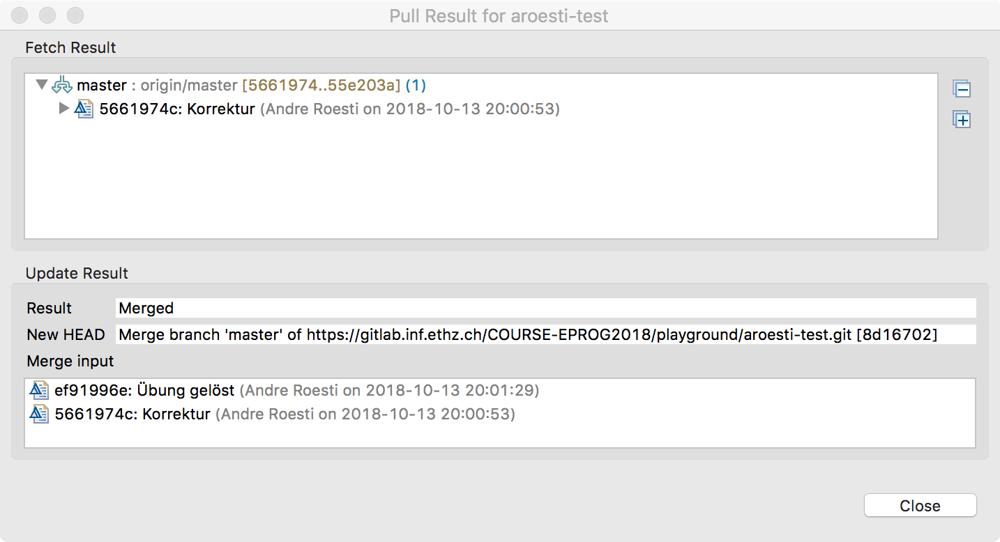 Pull Result for aroesti-test
Fetch Result
master : origin/master [5661974..55e203a] (1)
5661974c: Korrektur (Andre Roesti on 2018-10-13 20:00:53)
Update Result
Result Merged
New HEAD Merge branch 'master' of https://gitlab.inf.ethz.ch/COURSE-EPROG2018/playground/aroesti-test.git [8d16702]
Merge input
ef91996e: Übung gelöst (Andre Roesti on 2018-10-13 20:01:29)
5661974c: Korrektur (Andre Roesti on 2018-10-13 20:00:53)
Close